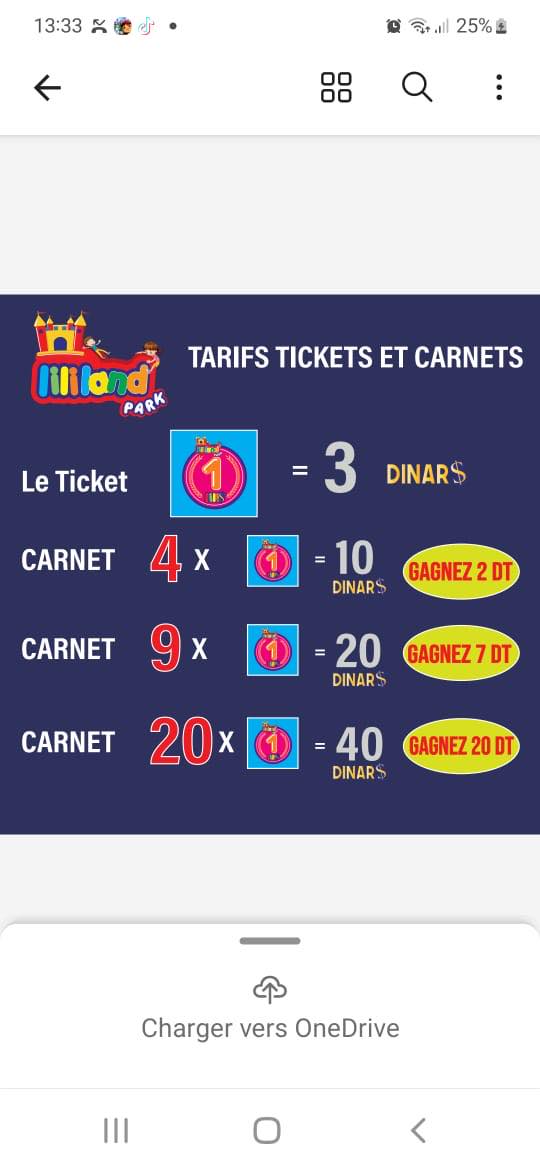 13:33
25%
lililand
PARK
TARIFS TICKETS ET CARNETS
Le Ticket
1
= 3 DINAR$
CARNET 4 X 1 = 10
DINAR$
GAGNEZ 2 DT
CARNET 9 X 1 = 20
DINAR$
GAGNEZ 7 DT
CARNET 20 X 1 = 40
DINAR$
GAGNEZ 20 DT
Charger vers OneDrive